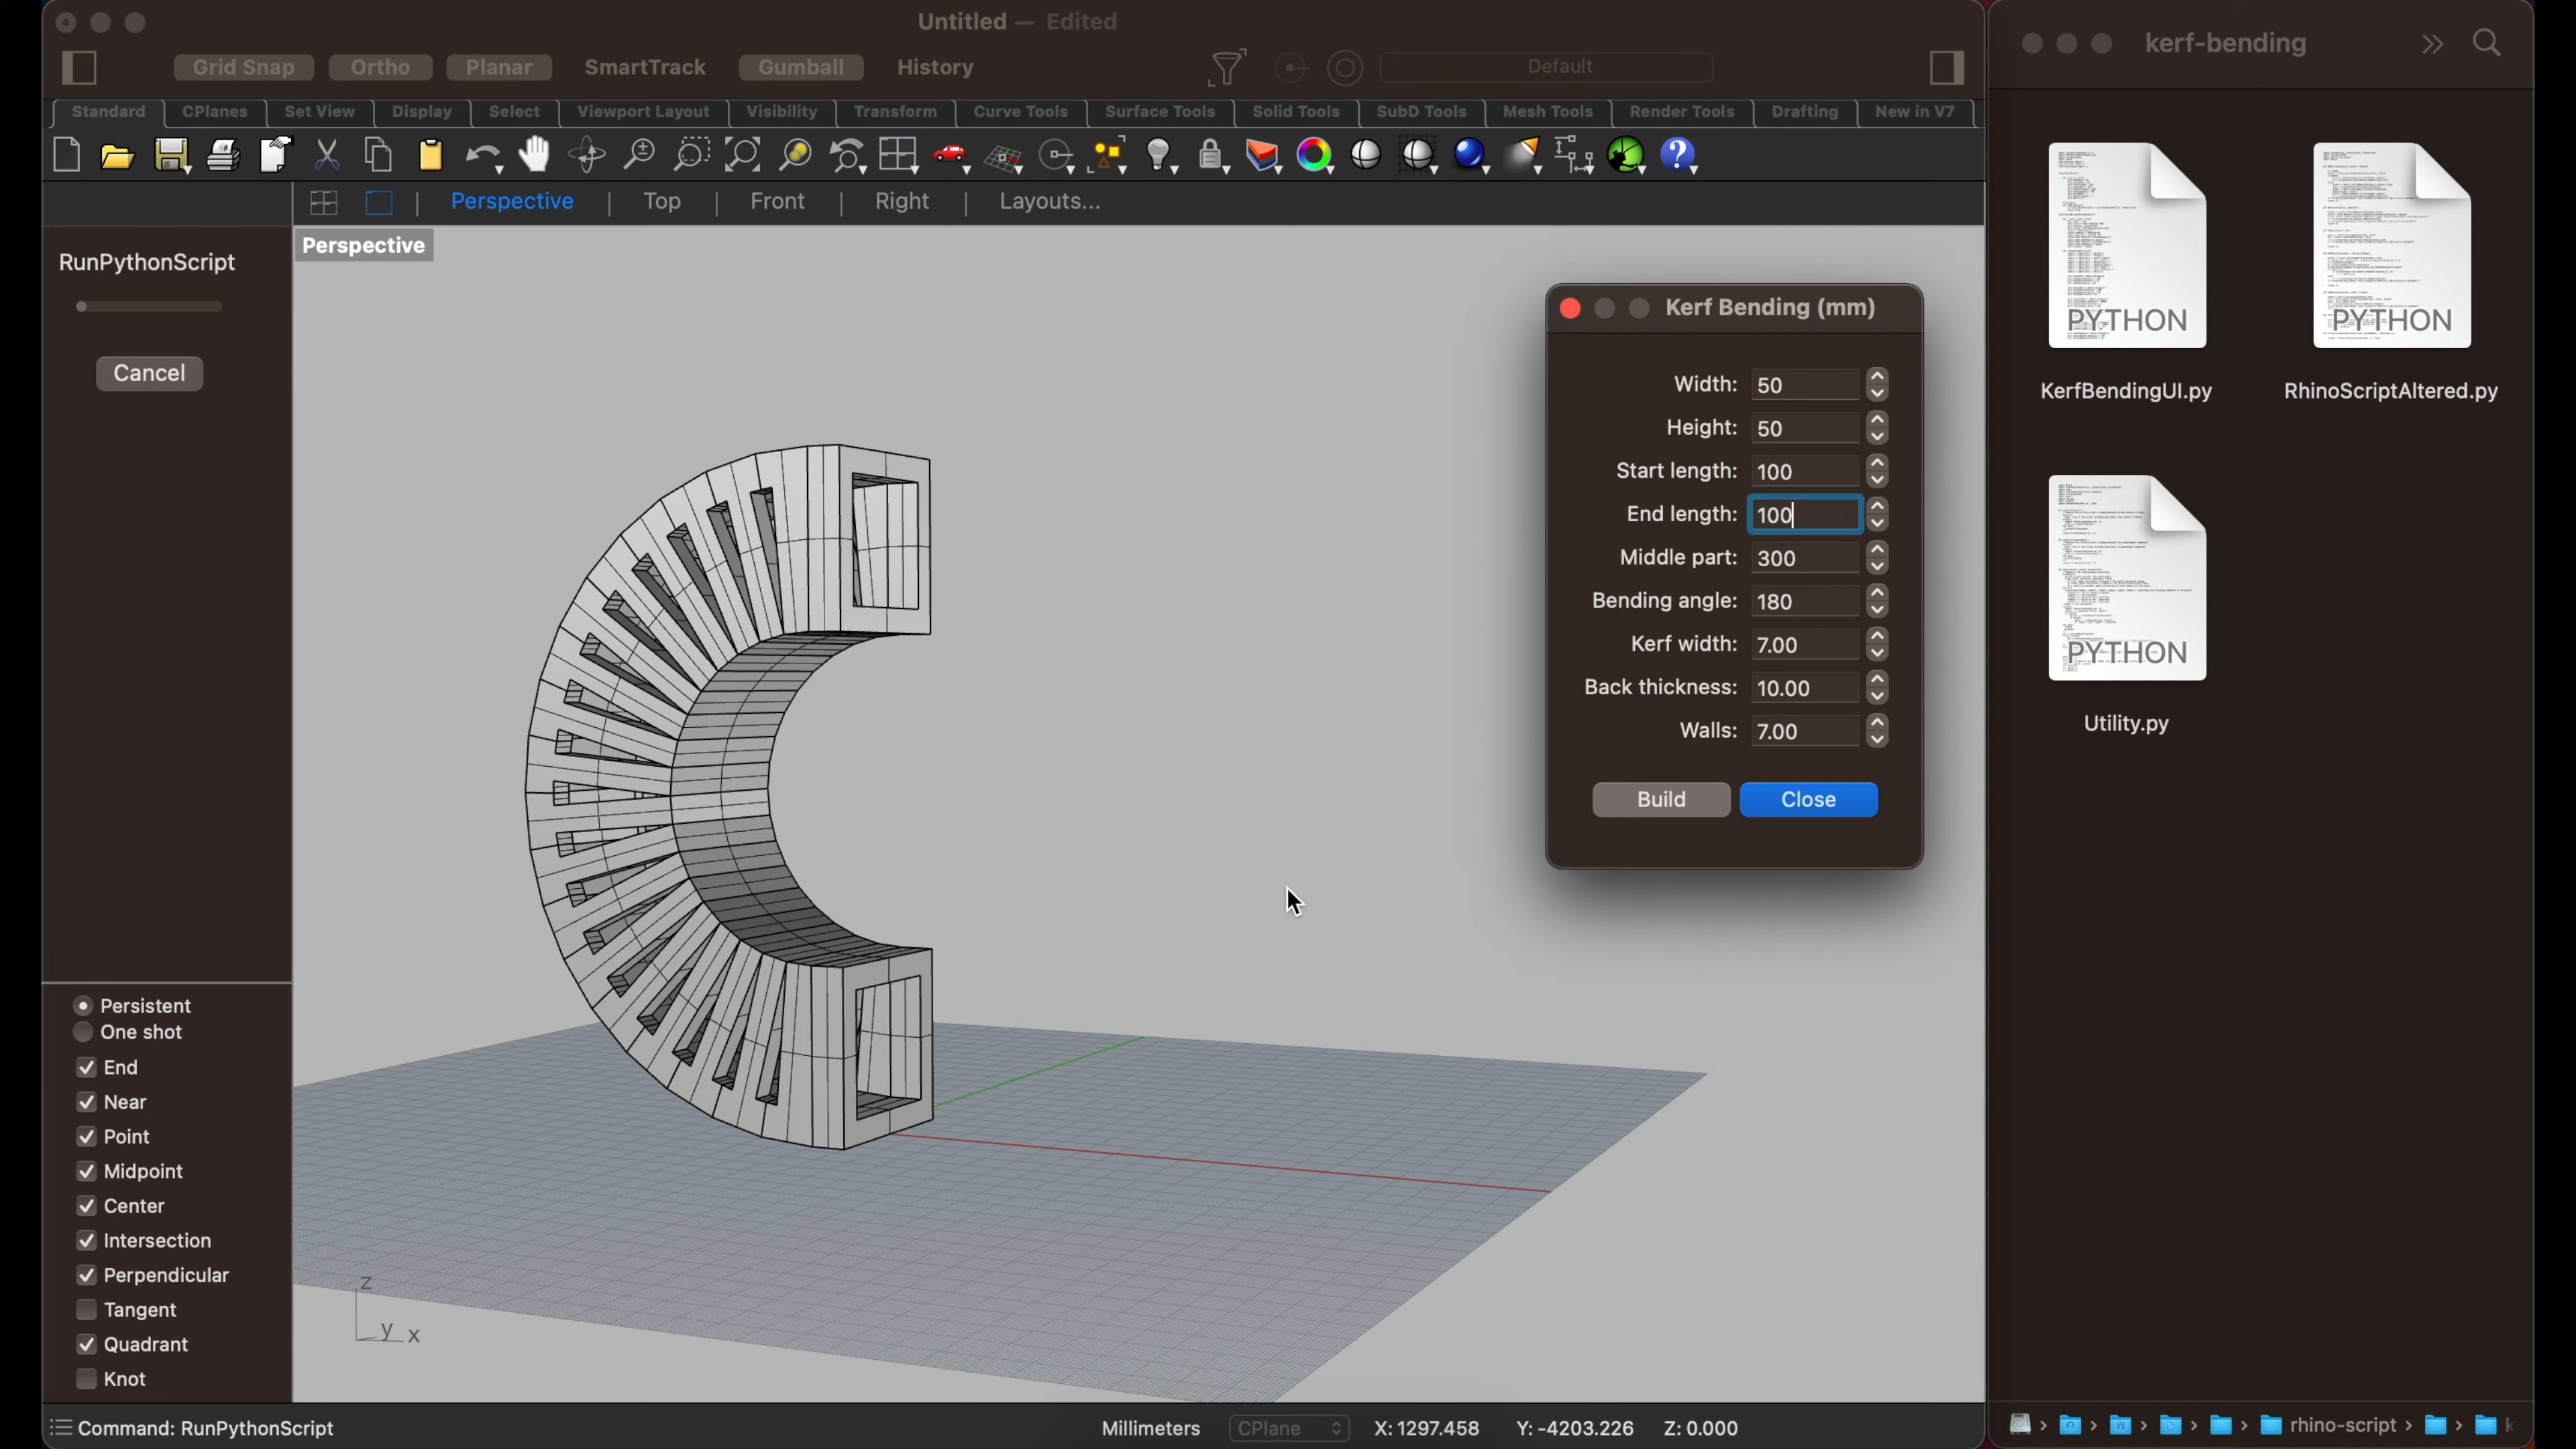 Untitled — Edited
Grid Snap Ortho Planar SmartTrack Gumball History Default
Standard CPlanes Set View Display Select Viewport Layout Visibility Transform Curve Tools Surface Tools Solid Tools SubD Tools Mesh Tools Render Tools Drafting New in V7
Perspective | Top | Front | Right | Layouts...
RunPythonScript
Cancel
Perspective
Kerf Bending (mm)
Width: 50
Height: 50
Start length: 100
End length: 100
Middle part: 300
Bending angle: 180
Kerf width: 7.00
Back thickness: 10.00
Walls: 7.00
Build Close
Persistent
One shot
End
Near
Point
Midpoint
Center
Intersection
Perpendicular
Tangent
Quadrant
Knot
z
y x
Command: RunPythonScript Millimeters CPlane X: 1297.458 Y: -4203.226 Z: 0.000
kerf-bending
PYTHON PYTHON
KerfBendingUI.py RhinoScriptAltered.py
PYTHON
Utility.py
rhino-script